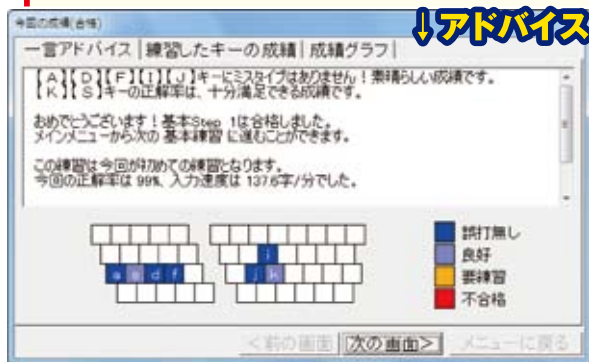 今回の成績(合格)
↓アドバイス
一言アドバイス
練習したキーの成績
成績グラフ
【A】【D】【F】【I】【J】キーにミスタイプはありません！素晴らしい成績です。
【K】【S】キーの正解率は、十分満足できる成績です。
おめでとうございます！基本Step 1は合格しました。
メインメニューから次の 基本練習 に進むことができます。
この練習は今回が初めての練習となります。
今回の正解率は 99%、入力速度は 137.6字/分でした。
i
a s d f
j k
誤打無し
良好
要練習
不合格
<前の画面
次の画面>
メニューに戻る